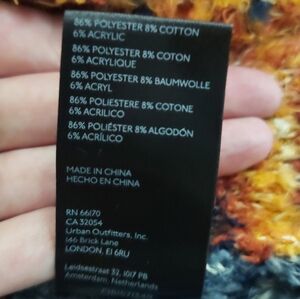 86% POLYESTER 8% COTTON
6% ACRYLIC
86% POLYESTER 8% COTON
6% ACRYLIQUE
86% POLYESTER 8% BAUMWOLLE
6% ACRYL
86% POLIESTERE 8% COTONE
6% ACRILICO
86% POLIÉSTER 8% ALGODÓN
6% ACRÍLICO
MADE IN CHINA
HECHO EN CHINA
RN 66170
CA 32054
Urban Outfitters, Inc.
146 Brick Lane
LONDON, E1 6RU
Leidsestraat 32, 1017 PB
Amsterdam, Netherlands